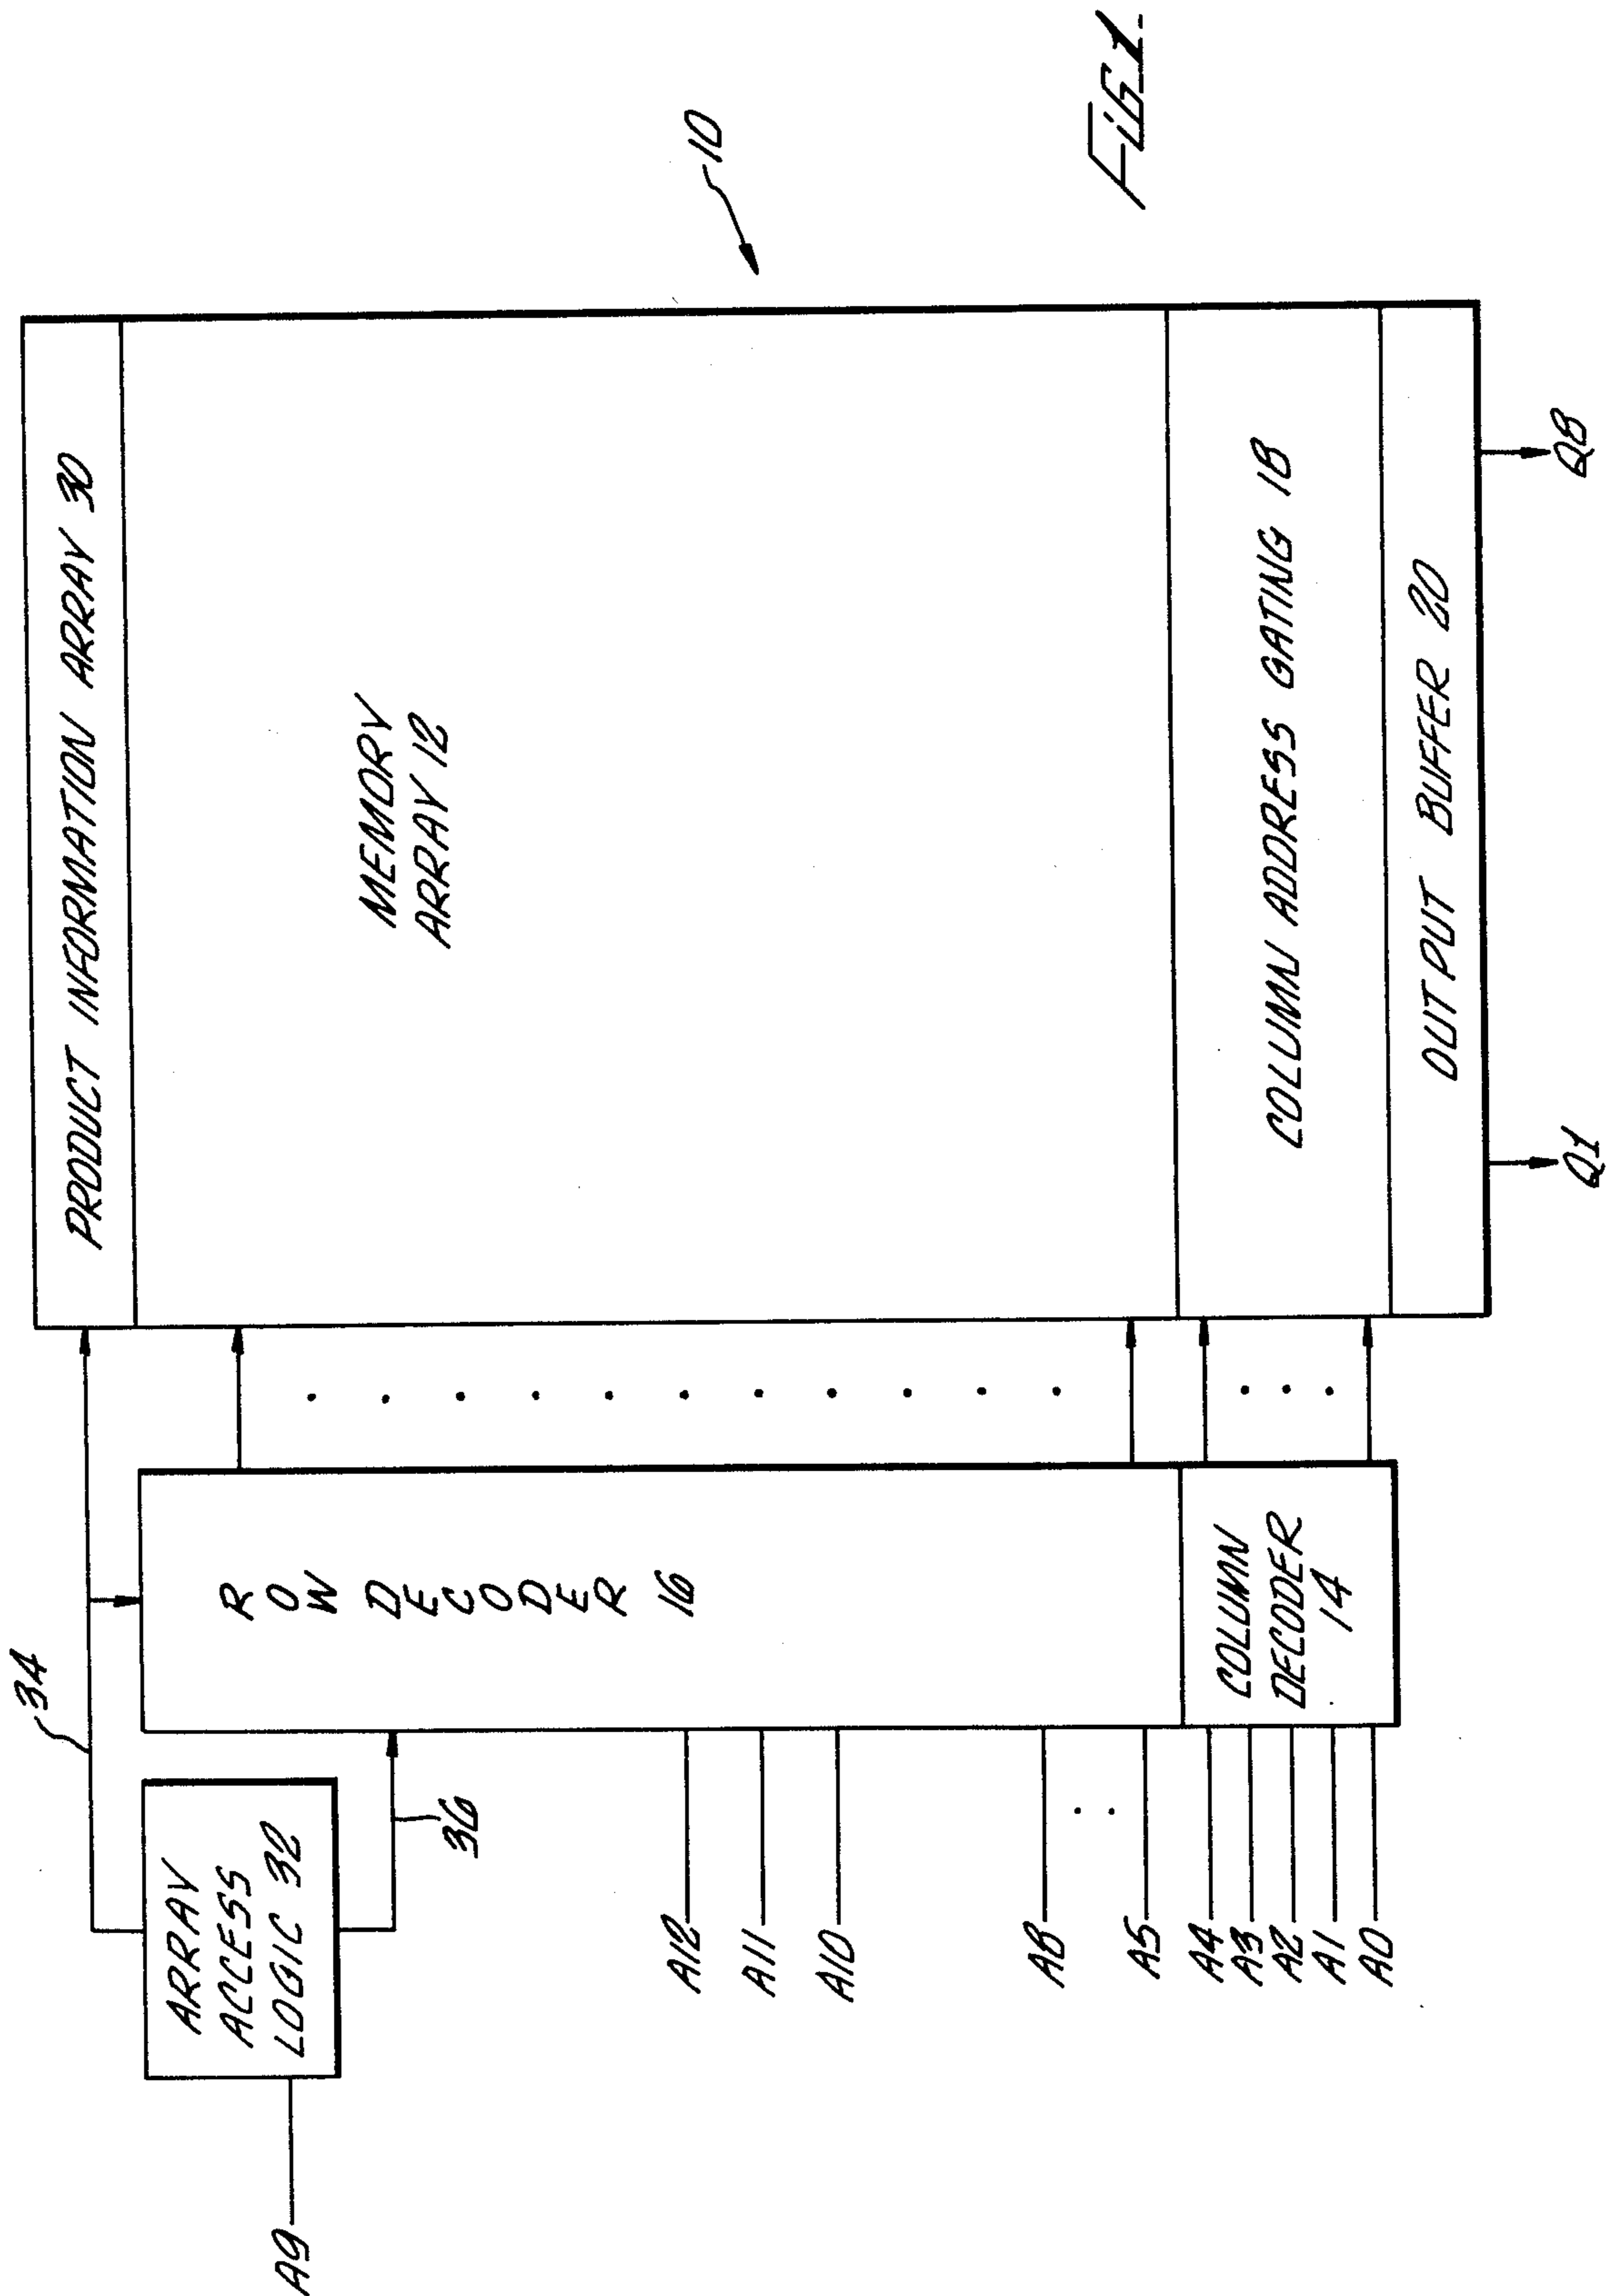 PRODUCT INFORMATION ARRAY 30
MEMORY
ARRAY 12
COLUMN ADDRESS GATING 18
OUTPUT BUFFER 20
Q1
Q8
10
34
ARRAY
ACCESS
LOGIC 32
36
A9
ROW DECODER 16
COLUMN
DECODER
14
A12
A11
A10
A8
A5
A4
A3
A2
A1
A0
FIG. 1.